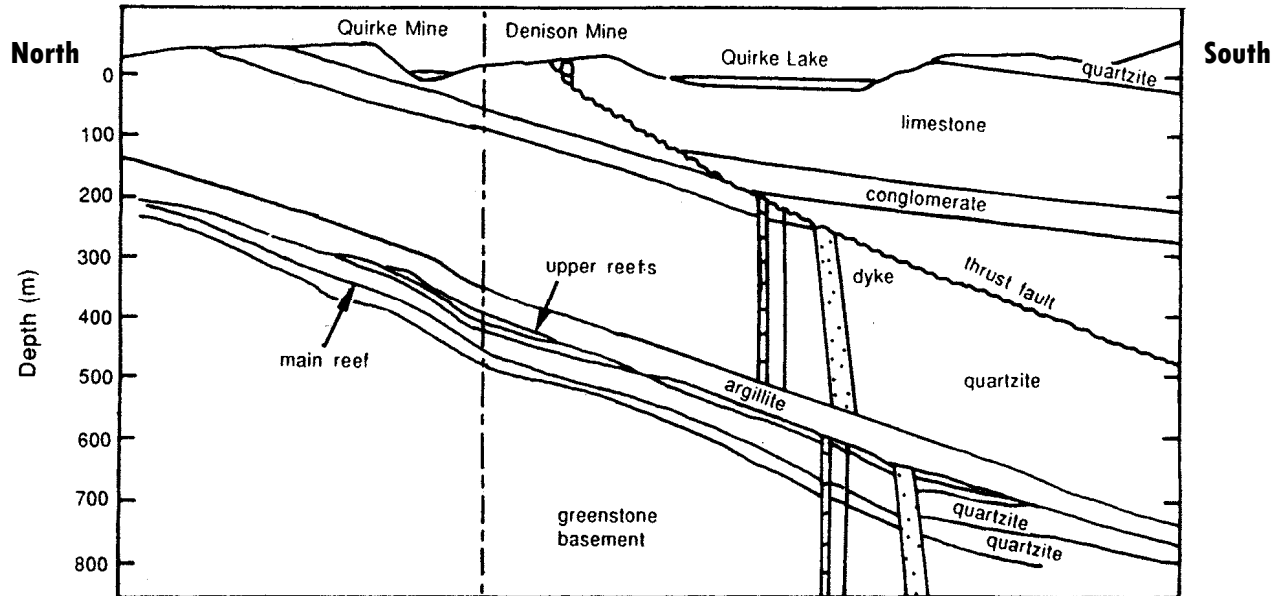 Quirke Mine
Denison Mine
North
South
Quirke Lake
0
quartzite
limestone
100
200
conglomerate
300
upper reefs
dyke
thrust fault
Depth (m)
main reef
400
500
argillite
quartzite
600
700
greenstone
basement
quartzite
quartzite
800